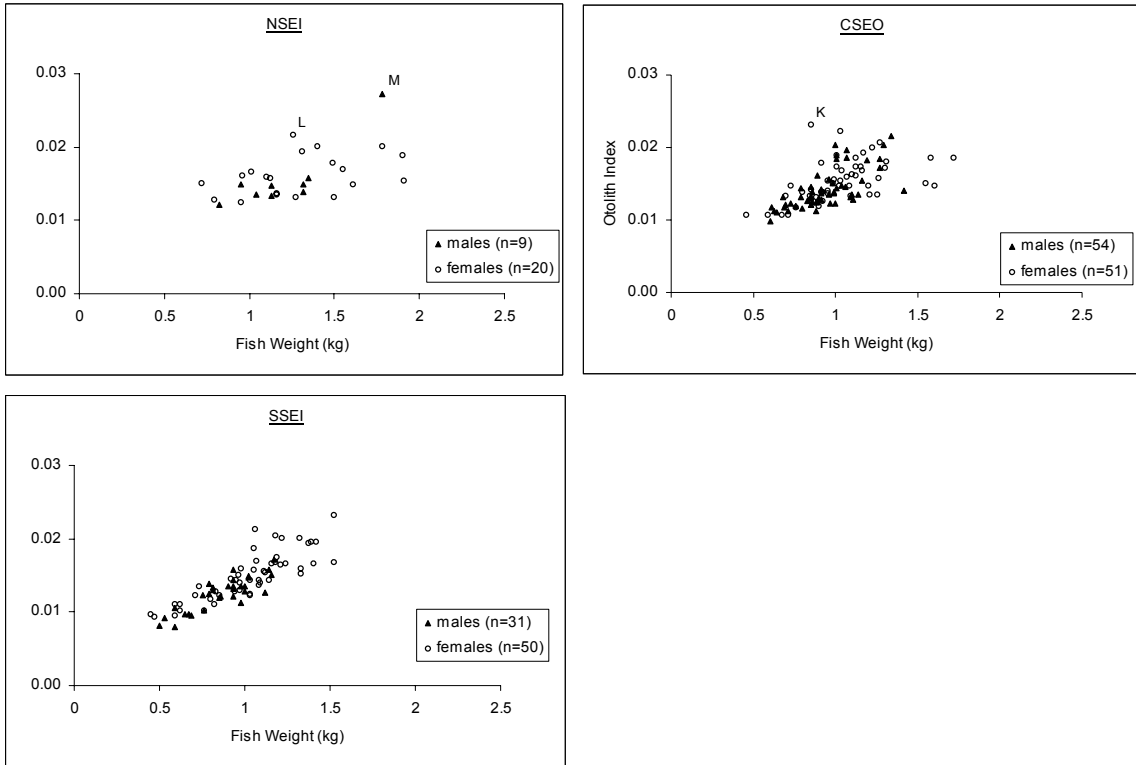 NSEI
0.03
0.02
0.01
0.00
0
0.5
1
1.5
2
2.5
Fish Weight (kg)
L
M
males (n=9)
females (n=20)
CSEO
Otolith Index
0.03
0.02
0.01
0.00
0
0.5
1
1.5
2
2.5
Fish Weight (kg)
K
males (n=54)
females (n=51)
SSEI
0.03
0.02
0.01
0.00
0
0.5
1
1.5
2
2.5
Fish Weight (kg)
males (n=31)
females (n=50)